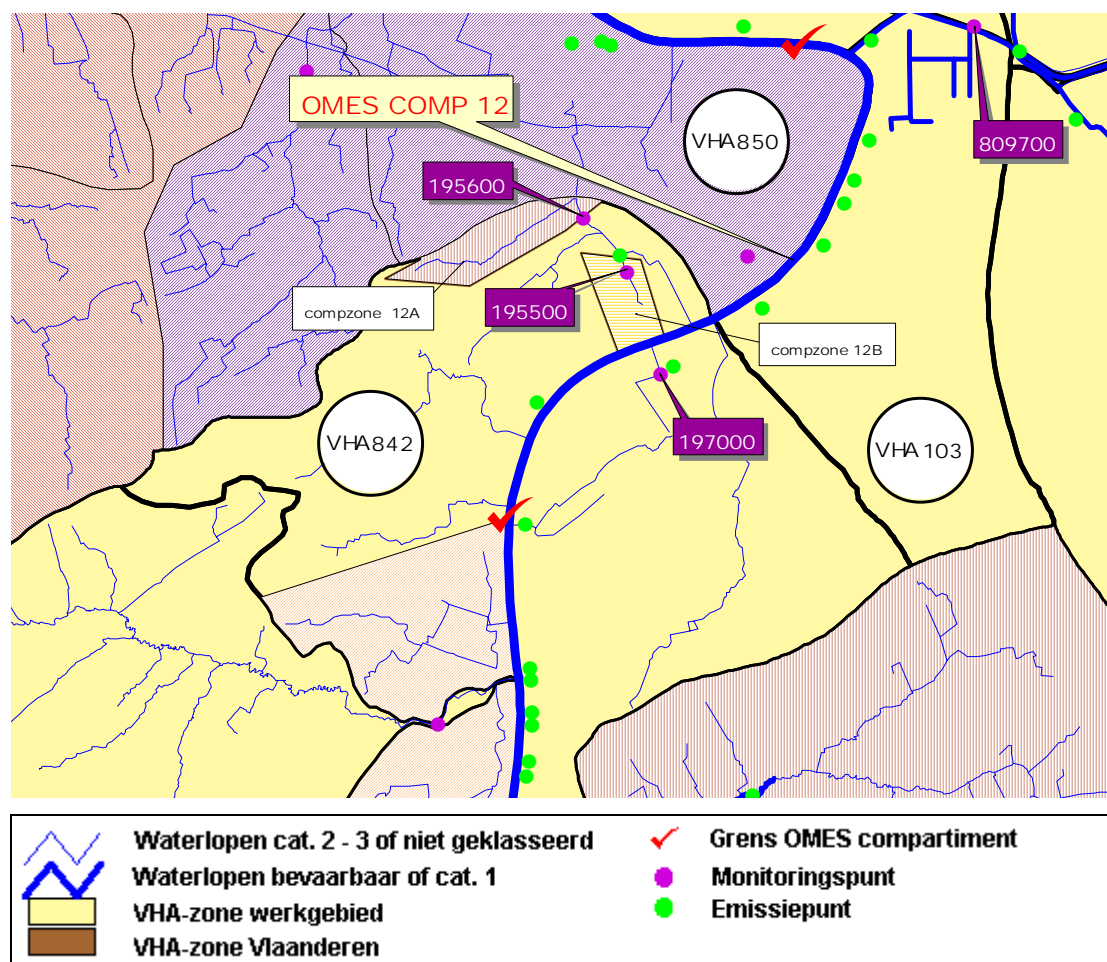 OMES COMP 12
VHA850
809700
195600
compzone 12A
195500
compzone 12B
197000
VHA842
VHA103
Waterlopen cat. 2 - 3 of niet geklasseerd
Waterlopen bevaarbaar of cat. 1
VHA-zone werkgebied
VHA-zone Vlaanderen
Grens OMES compartiment
Monitoringspunt
Emissiepunt